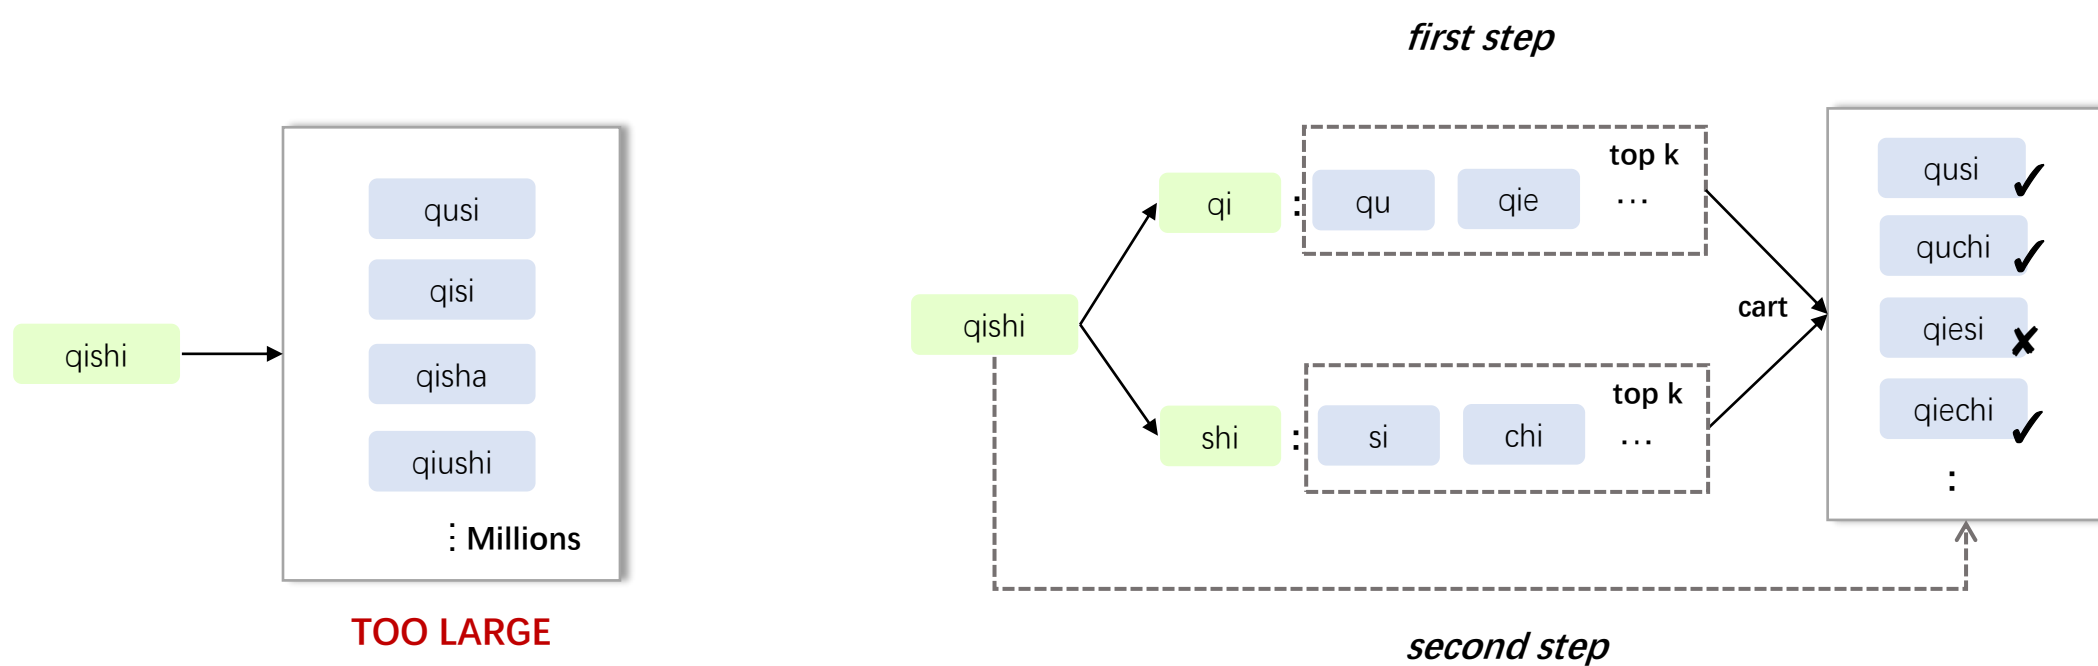 qishi
qusi
qisi
qisha
qiushi
⋮ Millions
TOO LARGE
first step
qishi
qi : qu qie ... top k
shi : si chi ... top k
cart
qusi ✓
quchi ✓
qiesi ✘
qiechi ✓
:
second step